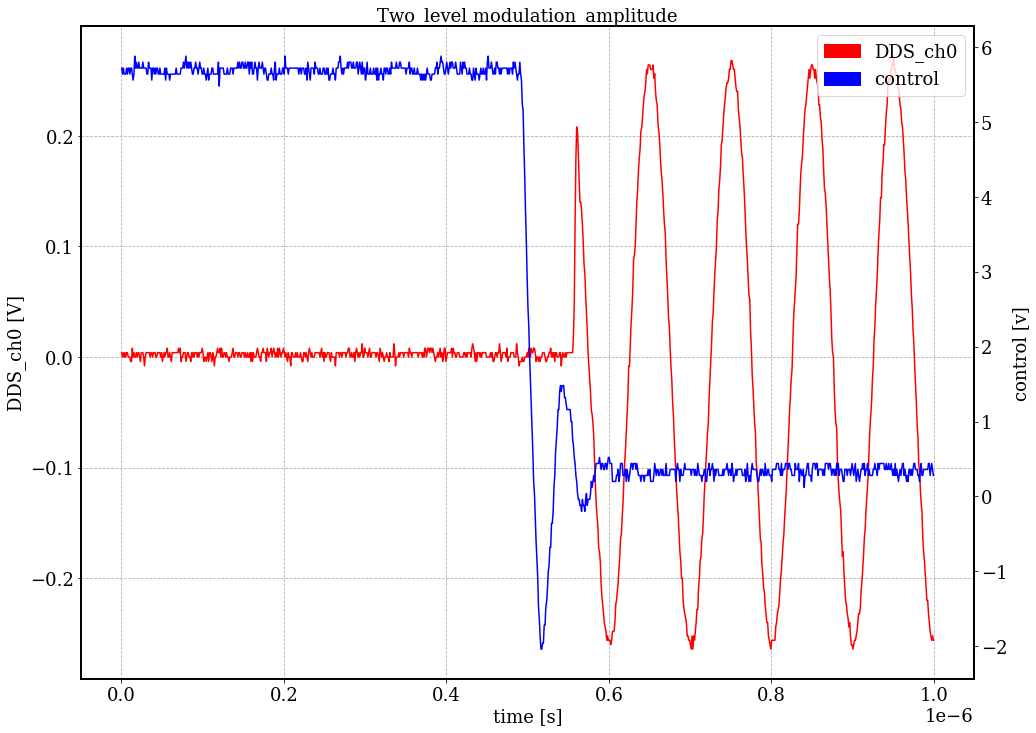 Two_level modulation_amplitude
DDS_ch0
control
DDS_ch0 [V]
0.2
0.1
0.0
−0.1
−0.2
6
5
4
3
2
1
0
−1
−2
control [v]
0.0 0.2 0.4 0.6 0.8 1.0
1e−6
time [s]